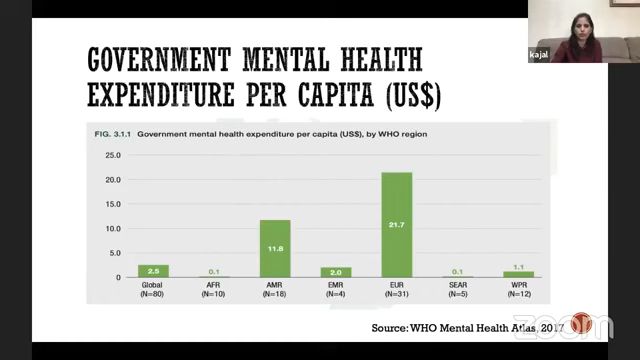 kajal
GOVERNMENT MENTAL HEALTH
EXPENDITURE PER CAPITA (US$)
FIG. 3.1.1 Government mental health expenditure per capita (US$), by WHO region
25.0
20.0
15.0
10.0
5.0
0
2.5
0.1
11.8
2.0
21.7
0.1
1.1
Global AFR AMR EMR EUR SEAR WPR
(N=80) (N=10) (N=18) (N=4) (N=31) (N=5) (N=12)
Source: WHO Mental Health Atlas, 2017
zoom